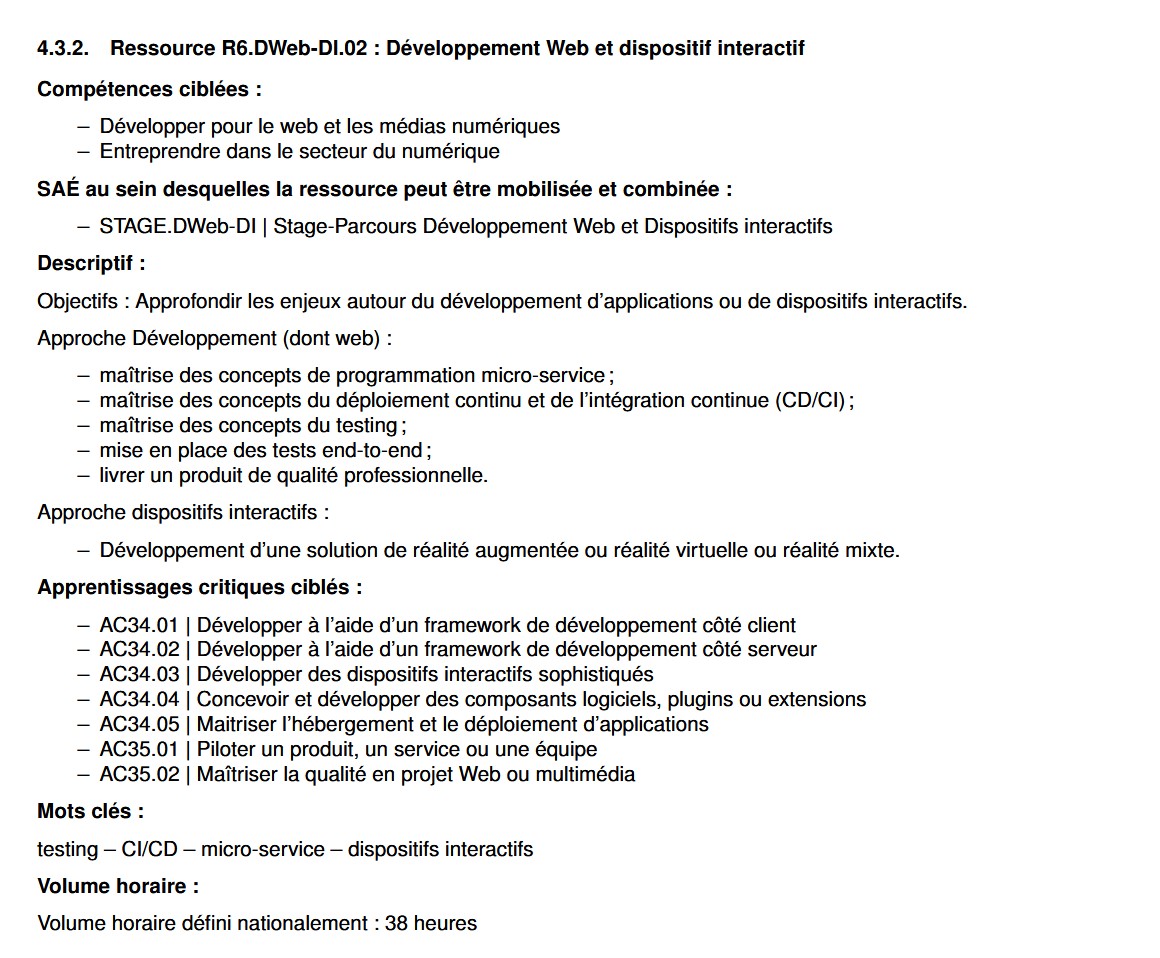 4.3.2. Ressource R6.DWeb-DI.02 : Développement Web et dispositif interactif
Compétences ciblées :
– Développer pour le web et les médias numériques
– Entreprendre dans le secteur du numérique
SAÉ au sein desquelles la ressource peut être mobilisée et combinée :
– STAGE.DWeb-DI | Stage-Parcours Développement Web et Dispositifs interactifs
Descriptif :
Objectifs : Approfondir les enjeux autour du développement d’applications ou de dispositifs interactifs.
Approche Développement (dont web) :
– maîtrise des concepts de programmation micro-service ;
– maîtrise des concepts du déploiement continu et de l’intégration continue (CD/CI) ;
– maîtrise des concepts du testing ;
– mise en place des tests end-to-end ;
– livrer un produit de qualité professionnelle.
Approche dispositifs interactifs :
– Développement d’une solution de réalité augmentée ou réalité virtuelle ou réalité mixte.
Apprentissages critiques ciblés :
– AC34.01 | Développer à l’aide d’un framework de développement côté client
– AC34.02 | Développer à l’aide d’un framework de développement côté serveur
– AC34.03 | Développer des dispositifs interactifs sophistiqués
– AC34.04 | Concevoir et développer des composants logiciels, plugins ou extensions
– AC34.05 | Maitriser l’hébergement et le déploiement d’applications
– AC35.01 | Piloter un produit, un service ou une équipe
– AC35.02 | Maîtriser la qualité en projet Web ou multimédia
Mots clés :
testing – CI/CD – micro-service – dispositifs interactifs
Volume horaire :
Volume horaire défini nationalement : 38 heures